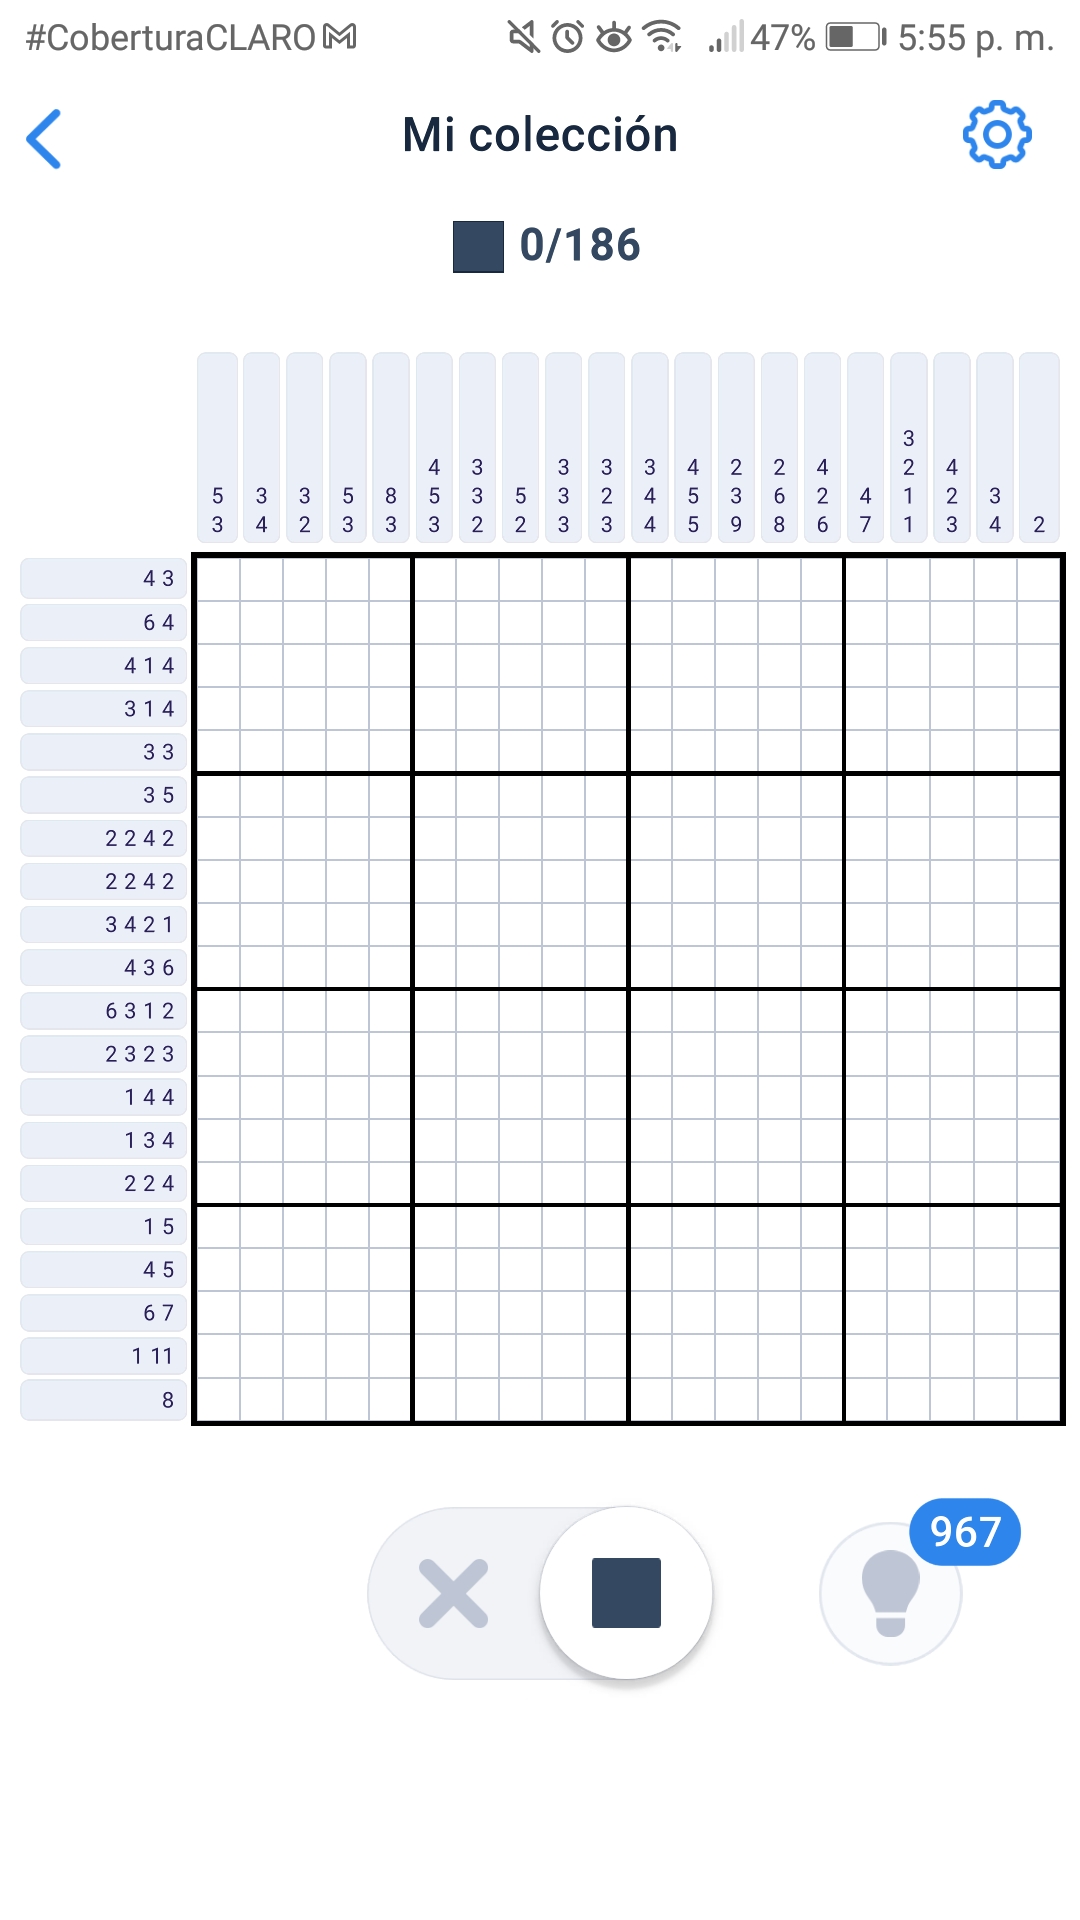 #CoberturaCLARO 47% 5:55 p. m.
Mi colección
0/186
3
4 3 3 3 3 4 2 2 4 2 4
5 3 3 5 8 5 3 5 3 2 4 5 3 6 2 4 1 2 3
3 4 2 3 3 3 2 2 3 3 4 5 9 8 6 7 1 3 4 2
4 3
6 4
4 1 4
3 1 4
3 3
3 5
2 2 4 2
2 2 4 2
3 4 2 1
4 3 6
6 3 1 2
2 3 2 3
1 4 4
1 3 4
2 2 4
1 5
4 5
6 7
1 11
8
967